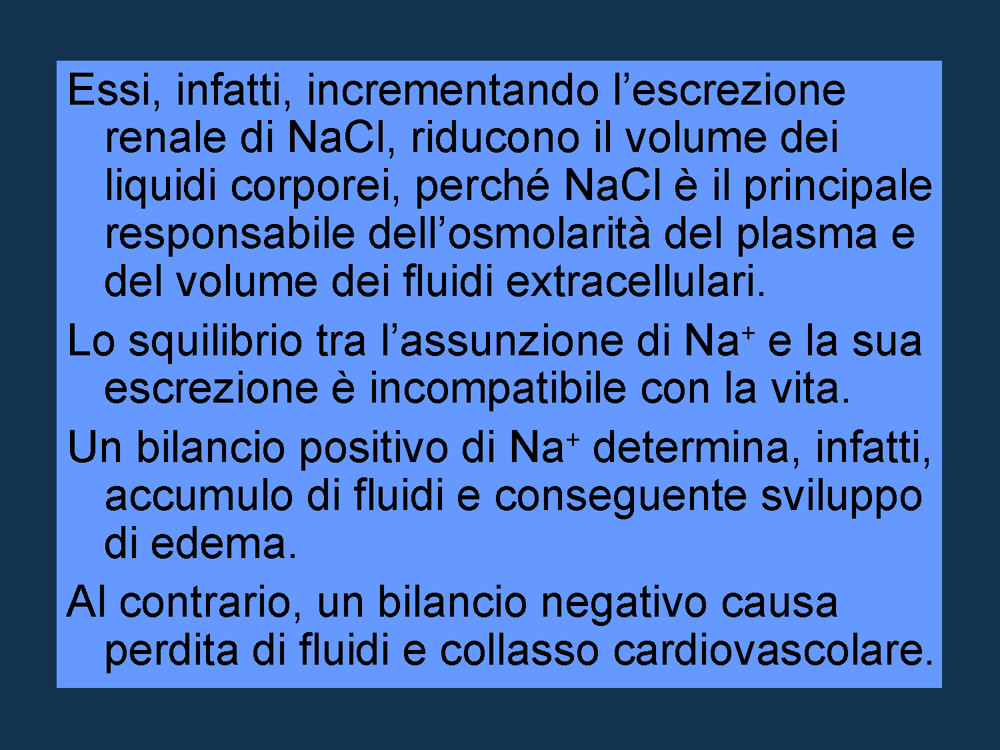 Essi, infatti, incrementando l’escrezione
renale di NaCl, riducono il volume dei
liquidi corporei, perché NaCl è il principale
responsabile dell’osmolarità del plasma e
del volume dei fluidi extracellulari.
Lo squilibrio tra l’assunzione di Na⁺ e la sua
escrezione è incompatibile con la vita.
Un bilancio positivo di Na⁺ determina, infatti,
accumulo di fluidi e conseguente sviluppo
di edema.
Al contrario, un bilancio negativo causa
perdita di fluidi e collasso cardiovascolare.